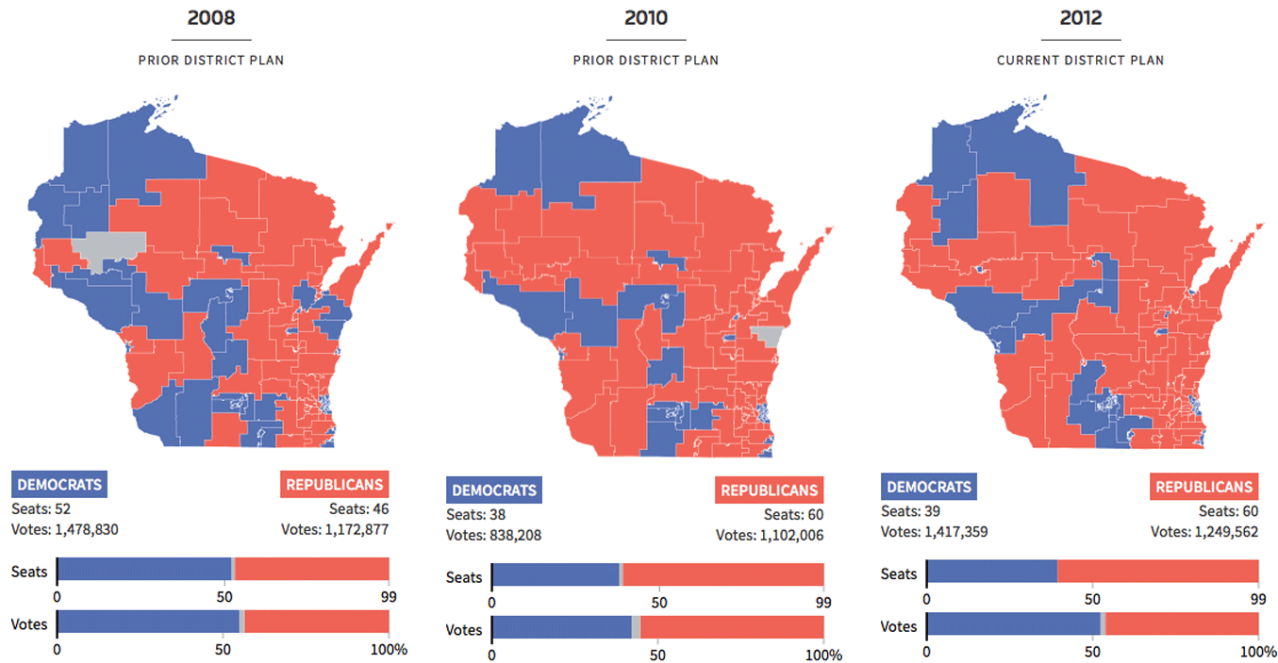 2008
PRIOR DISTRICT PLAN
DEMOCRATS
Seats: 52
Votes: 1,478,830
REPUBLICANS
Seats: 46
Votes: 1,172,877
Seats
0
50
99
Votes
0
50
100%
2010
PRIOR DISTRICT PLAN
DEMOCRATS
Seats: 38
Votes: 838,208
REPUBLICANS
Seats: 60
Votes: 1,102,006
Seats
0
50
99
Votes
0
50
100%
2012
CURRENT DISTRICT PLAN
DEMOCRATS
Seats: 39
Votes: 1,417,359
REPUBLICANS
Seats: 60
Votes: 1,249,562
Seats
0
50
99
Votes
0
50
100%